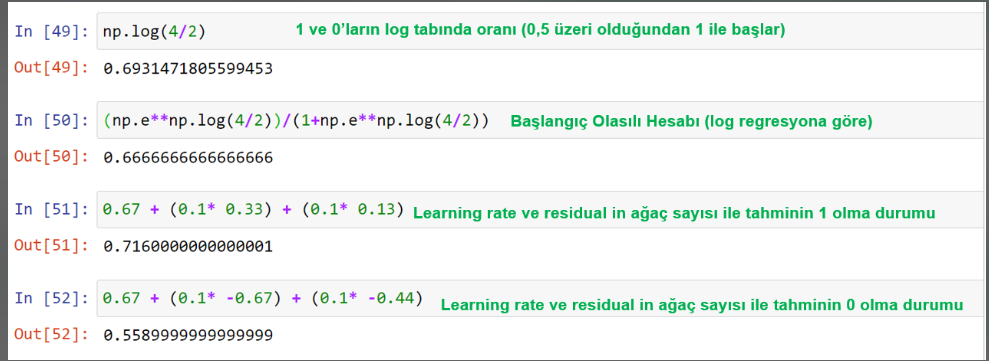 In [49]: np.log(4/2) 1 ve 0’ların log tabında oranı (0,5 üzeri olduğundan 1 ile başlar)
Out[49]: 0.6931471805599453
In [50]: (np.e**np.log(4/2))/(1+np.e**np.log(4/2)) Başlangıç Olasılı Hesabı (log regresyona göre)
Out[50]: 0.6666666666666666
In [51]: 0.67 + (0.1* 0.33) + (0.1* 0.13) Learning rate ve residual in ağaç sayısı ile tahminin 1 olma durumu
Out[51]: 0.7160000000000001
In [52]: 0.67 + (0.1* -0.67) + (0.1* -0.44) Learning rate ve residual in ağaç sayısı ile tahminin 0 olma durumu
Out[52]: 0.5589999999999999